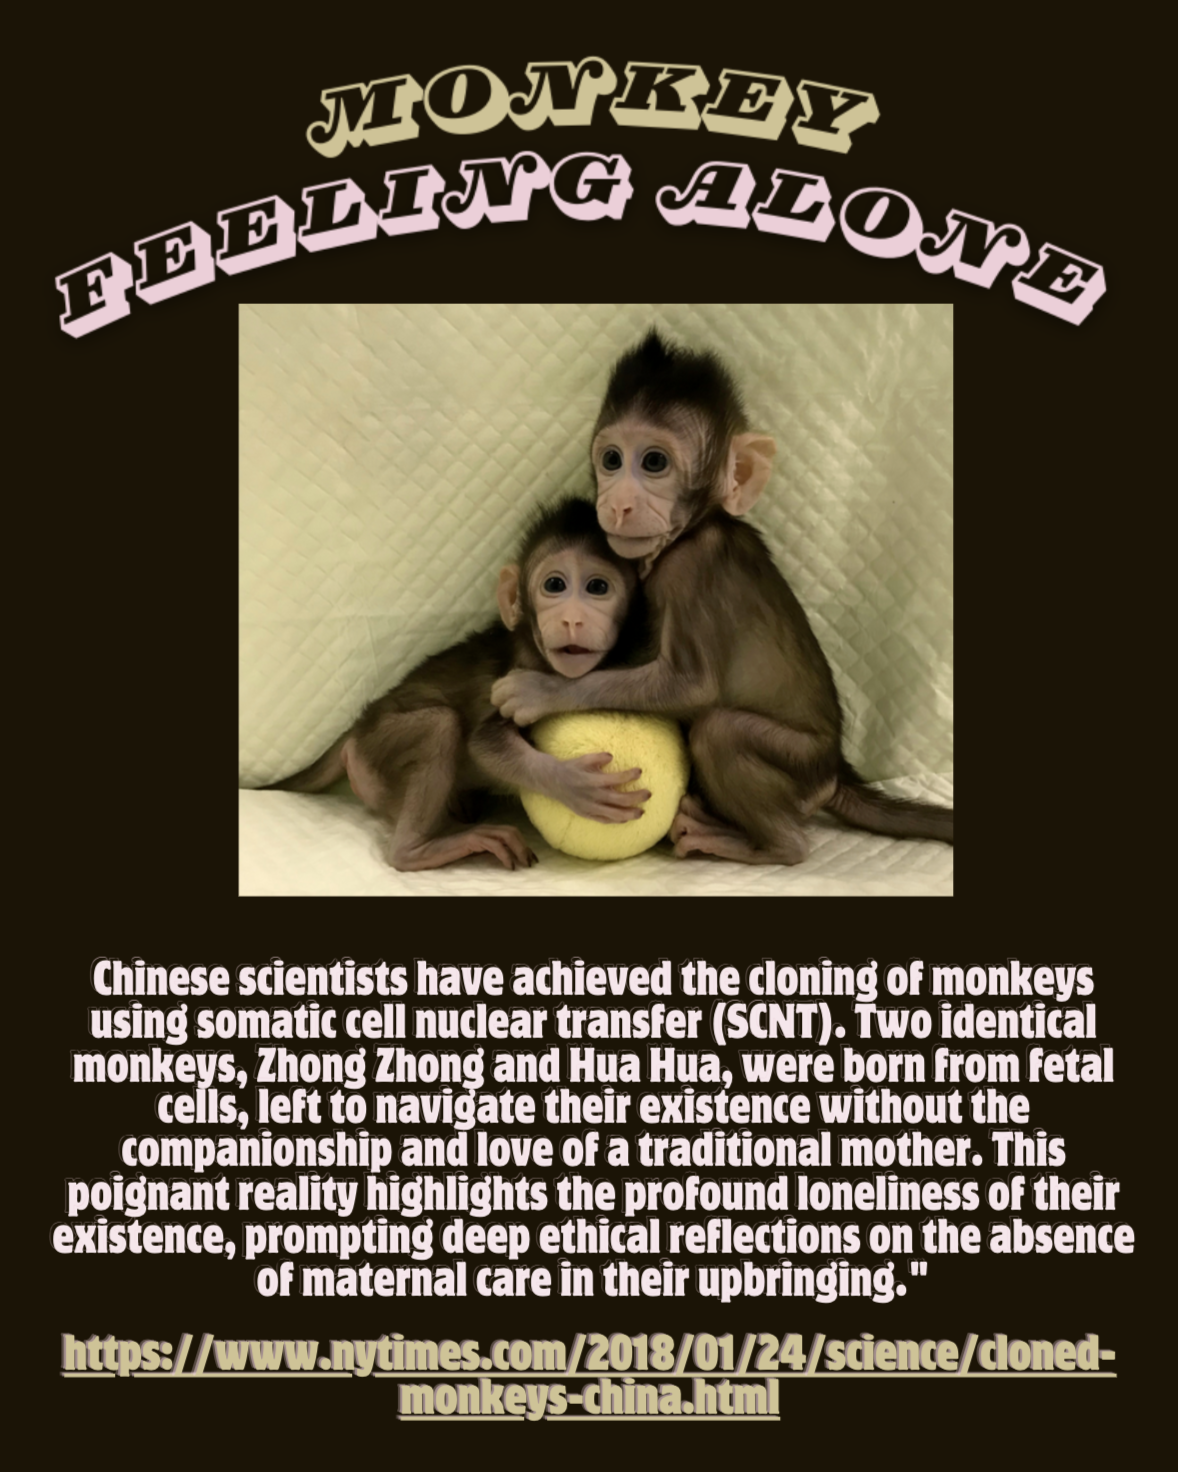 MONKEY
FEELING ALONE
Chinese scientists have achieved the cloning of monkeys
using somatic cell nuclear transfer (SCNT). Two identical
monkeys, Zhong Zhong and Hua Hua, were born from fetal
cells, left to navigate their existence without the
companionship and love of a traditional mother. This
poignant reality highlights the profound loneliness of their
existence, prompting deep ethical reflections on the absence
of maternal care in their upbringing."
https://www.nytimes.com/2018/01/24/science/cloned-
monkeys-china.html